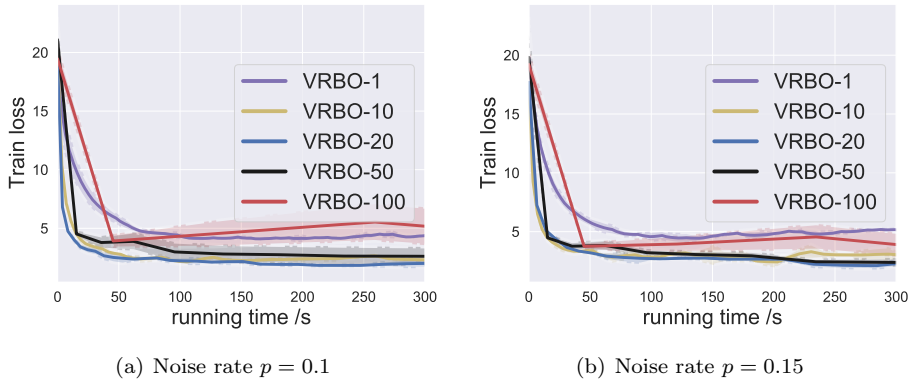 Train loss
20
15
10
5
0 50 100 150 200 250 300
running time /s
VRBO-1
VRBO-10
VRBO-20
VRBO-50
VRBO-100
(a) Noise rate p = 0.1
Train loss
20
15
10
5
0 50 100 150 200 250 300
running time /s
VRBO-1
VRBO-10
VRBO-20
VRBO-50
VRBO-100
(b) Noise rate p = 0.15